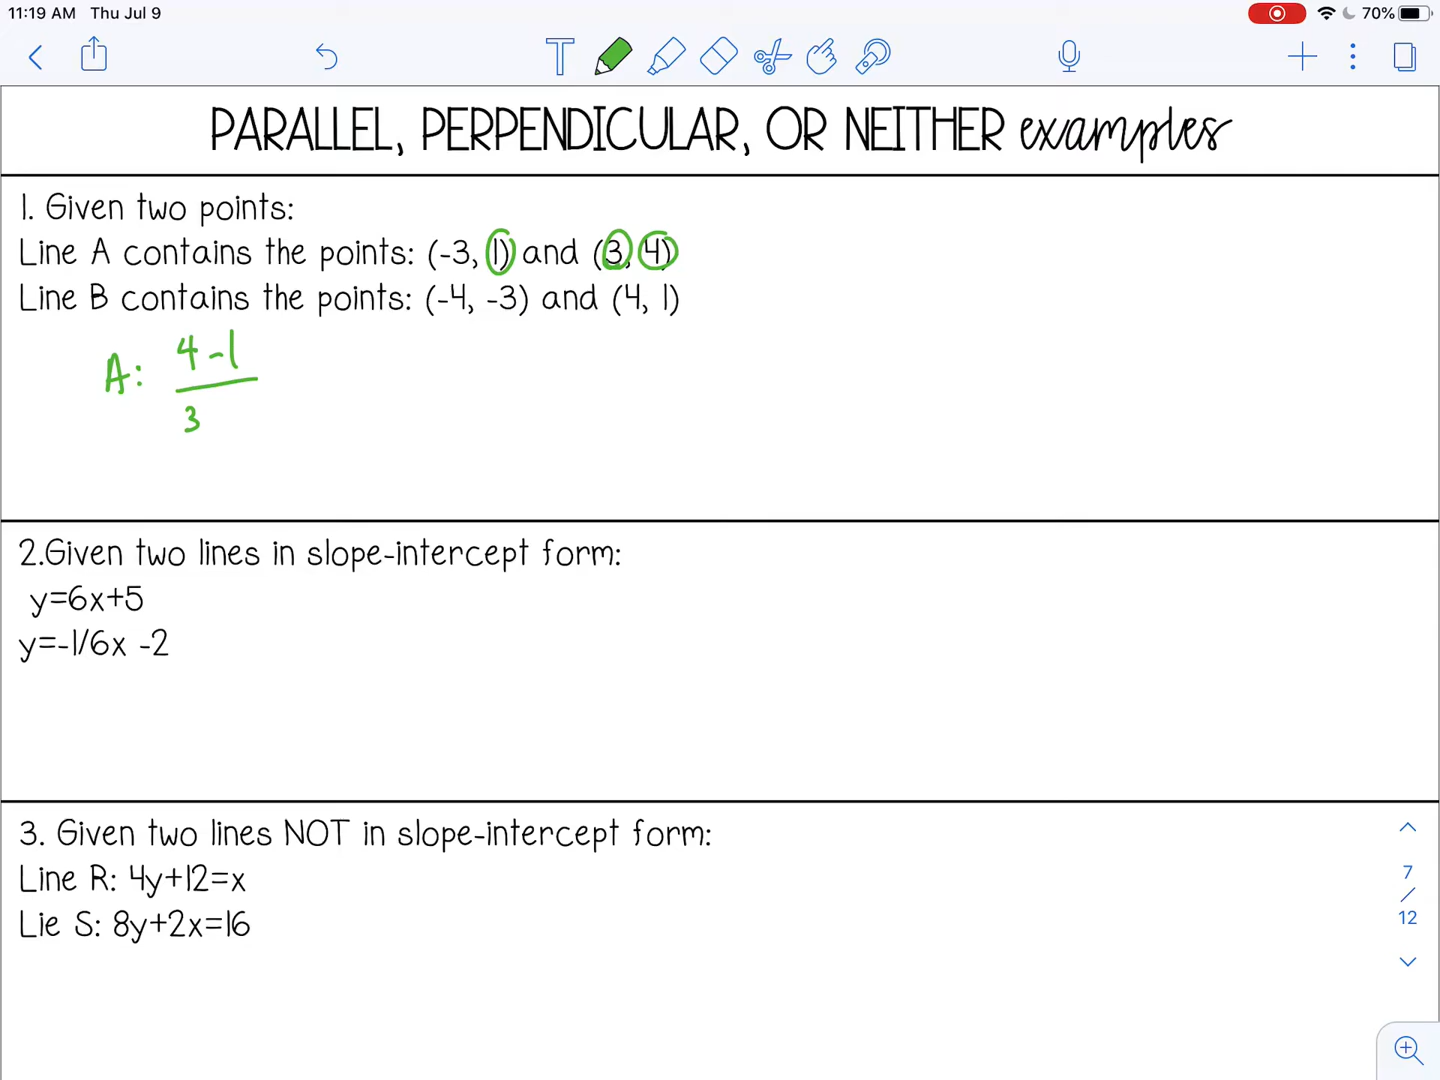 11:19 AM Thu Jul 9 70%
PARALLEL, PERPENDICULAR, OR NEITHER examples
1. Given two points:
Line A contains the points: (-3, 1) and (3, 4)
Line B contains the points: (-4, -3) and (4, 1)
A: 4-1
3
2.Given two lines in slope-intercept form:
y=6x+5
y=-1/6x -2
3. Given two lines NOT in slope-intercept form:
Line R: 4y+12=x
Lie S: 8y+2x=16
7
/
12